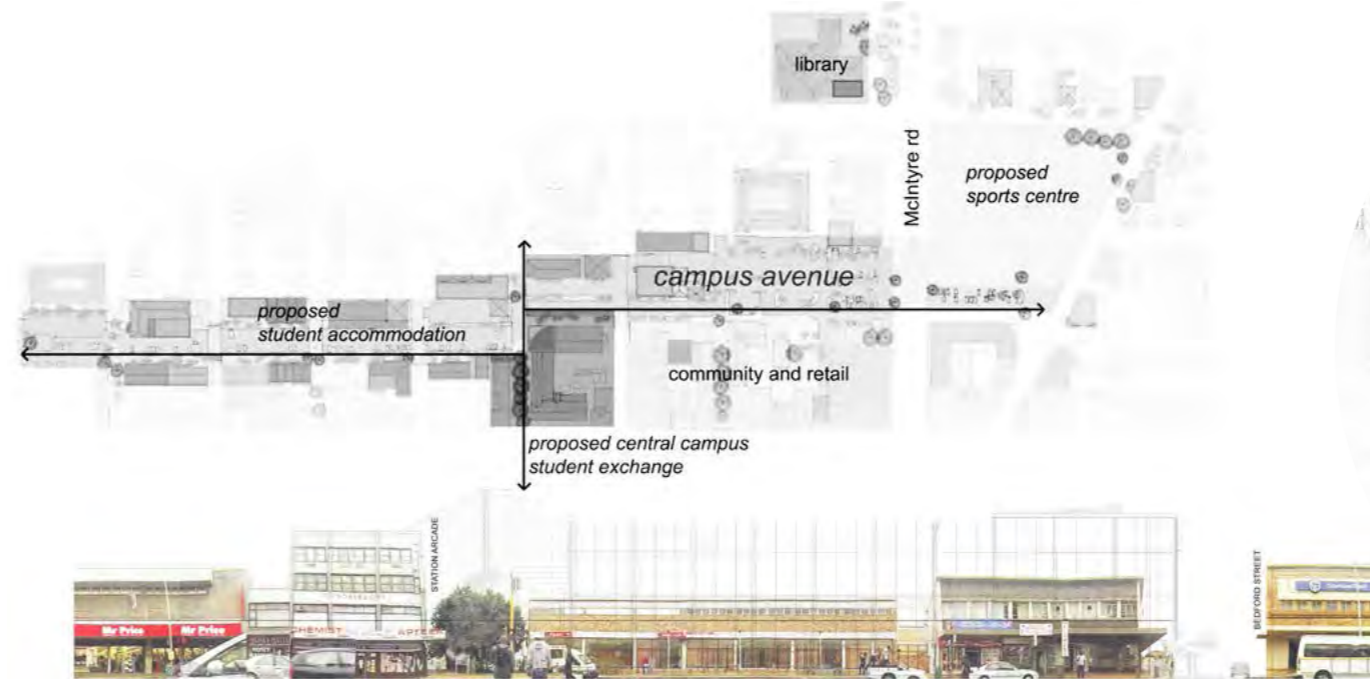 library
McIntyre rd
proposed
sports centre
campus avenue
proposed
student accommodation
community and retail
proposed central campus
student exchange
STATION ARCADE
BEDFORD STREET
Mr Price
Mr Price
CHEMIST